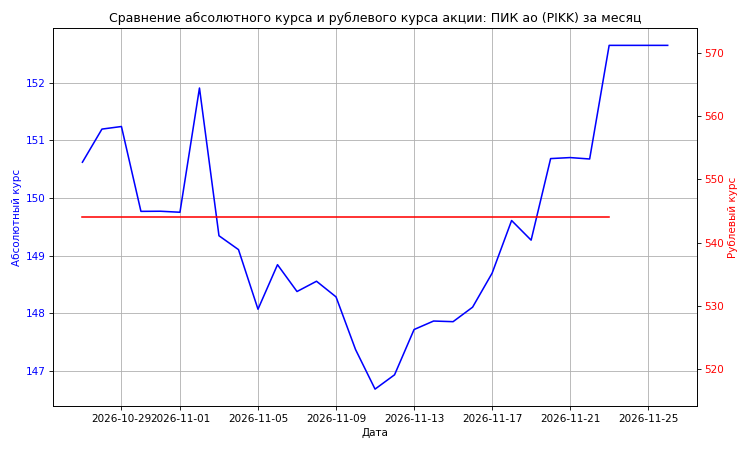 Сравнение абсолютного курса и рублевого курса акции: ПИК ао (PIKK) за месяц
Абсолютный курс
152
151
150
149
148
147
570
560
550
540
530
520
Рублевый курс
2026-10-29 2026-11-01 2026-11-05 2026-11-09 2026-11-13 2026-11-17 2026-11-21 2026-11-25
Дата